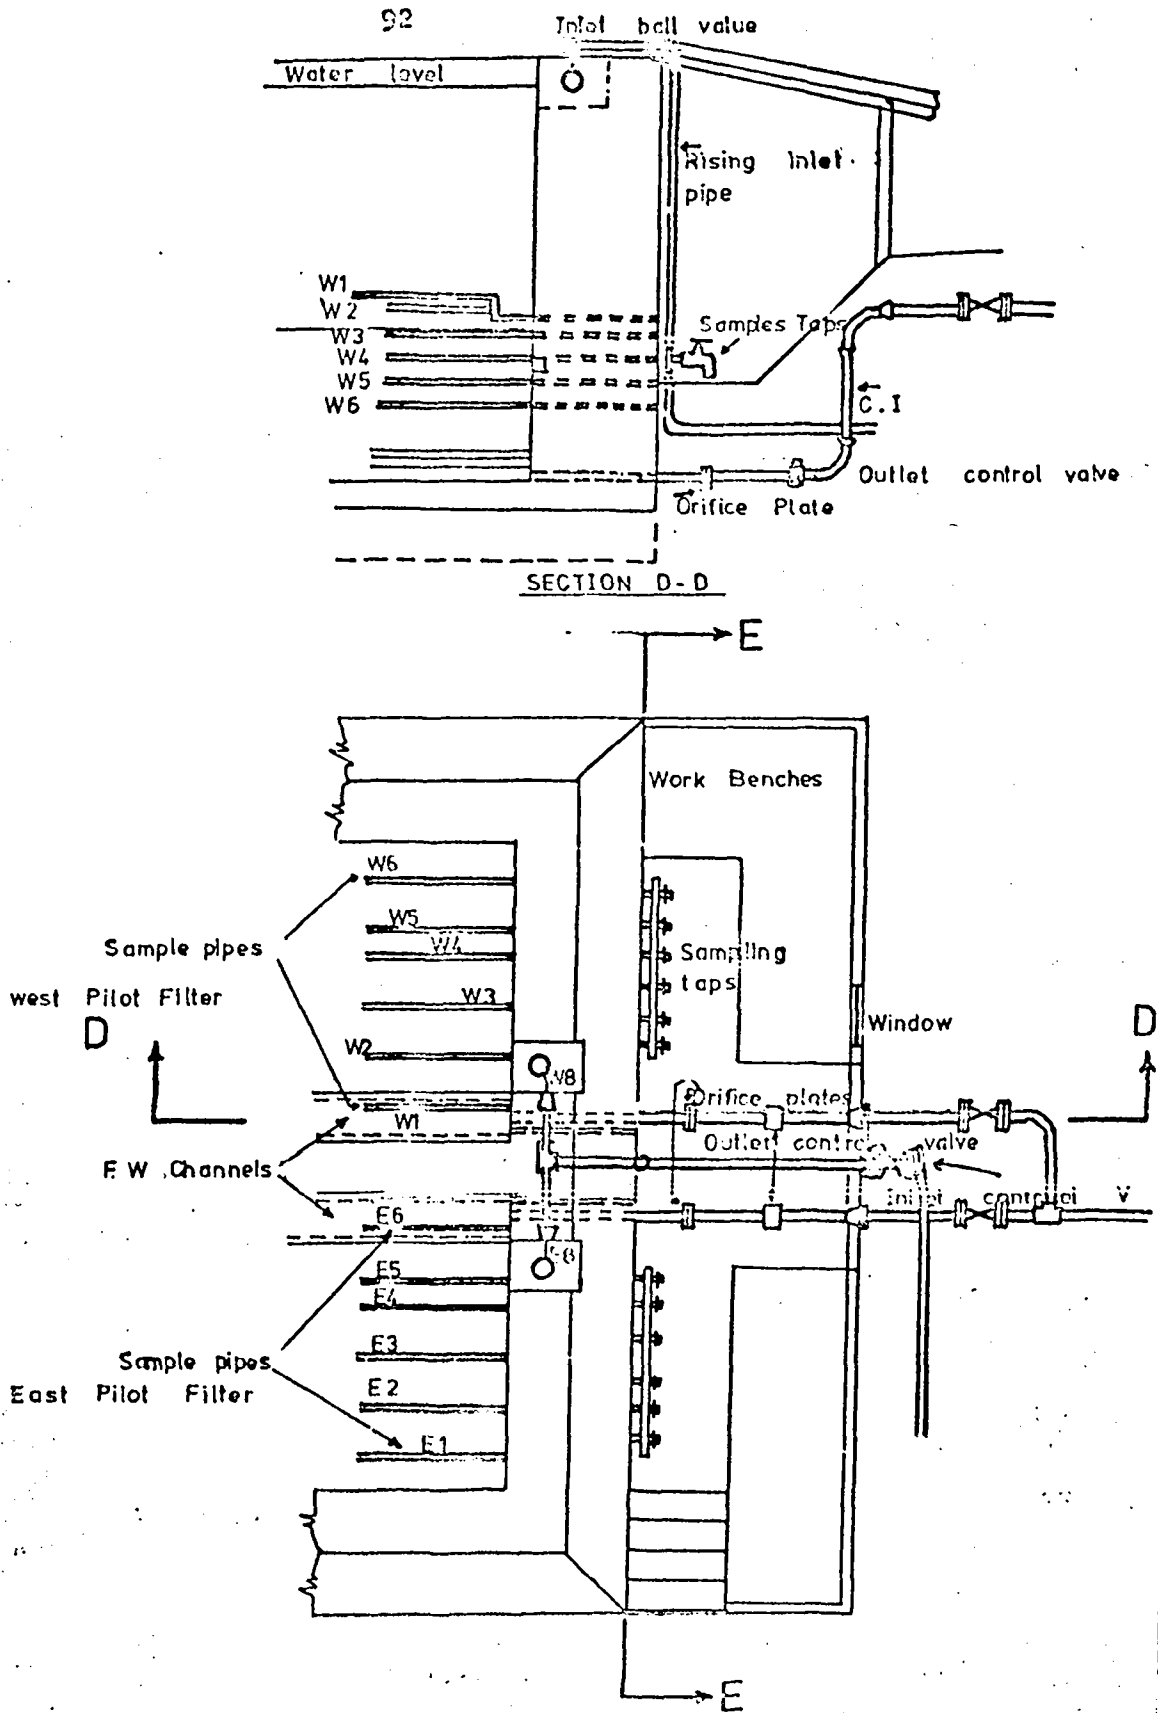 92
Inlet ball value
Water level
Rising Inlet
pipe
W1
W2
W3
W4
W5
W6
Samples Taps
C.I
Outlet control valve
Orifice Plate
SECTION D-D
E
Work Benches
W6
W5
W4
Sample pipes
west Pilot Filter
W3
Sampling
taps
D
W2
W8
Window
D
Orifice plates
W1
Outlet control valve
F.W. Channels
Inlet control V
E6
E8
E5
E4
E3
Sample pipes
East Pilot Filter
E2
E1
E